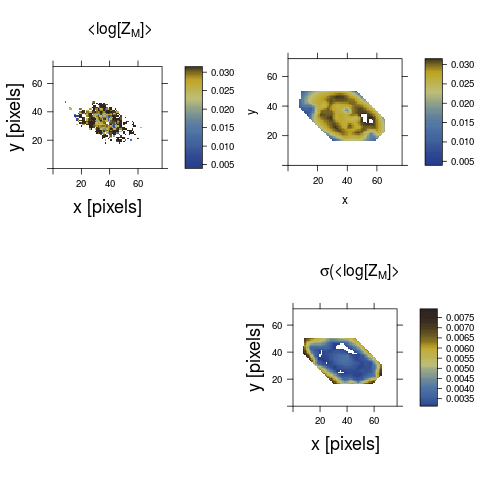 <log[Z_M]>
60
40
20
20 40 60
x [pixels]
y [pixels]
0.030
0.025
0.020
0.015
0.010
0.005
60
40
20
20 40 60
x
y
0.030
0.025
0.020
0.015
0.010
0.005
σ(<log[Z_M]>
60
40
20
20 40 60
x [pixels]
y [pixels]
0.0075
0.0070
0.0065
0.0060
0.0055
0.0050
0.0045
0.0040
0.0035